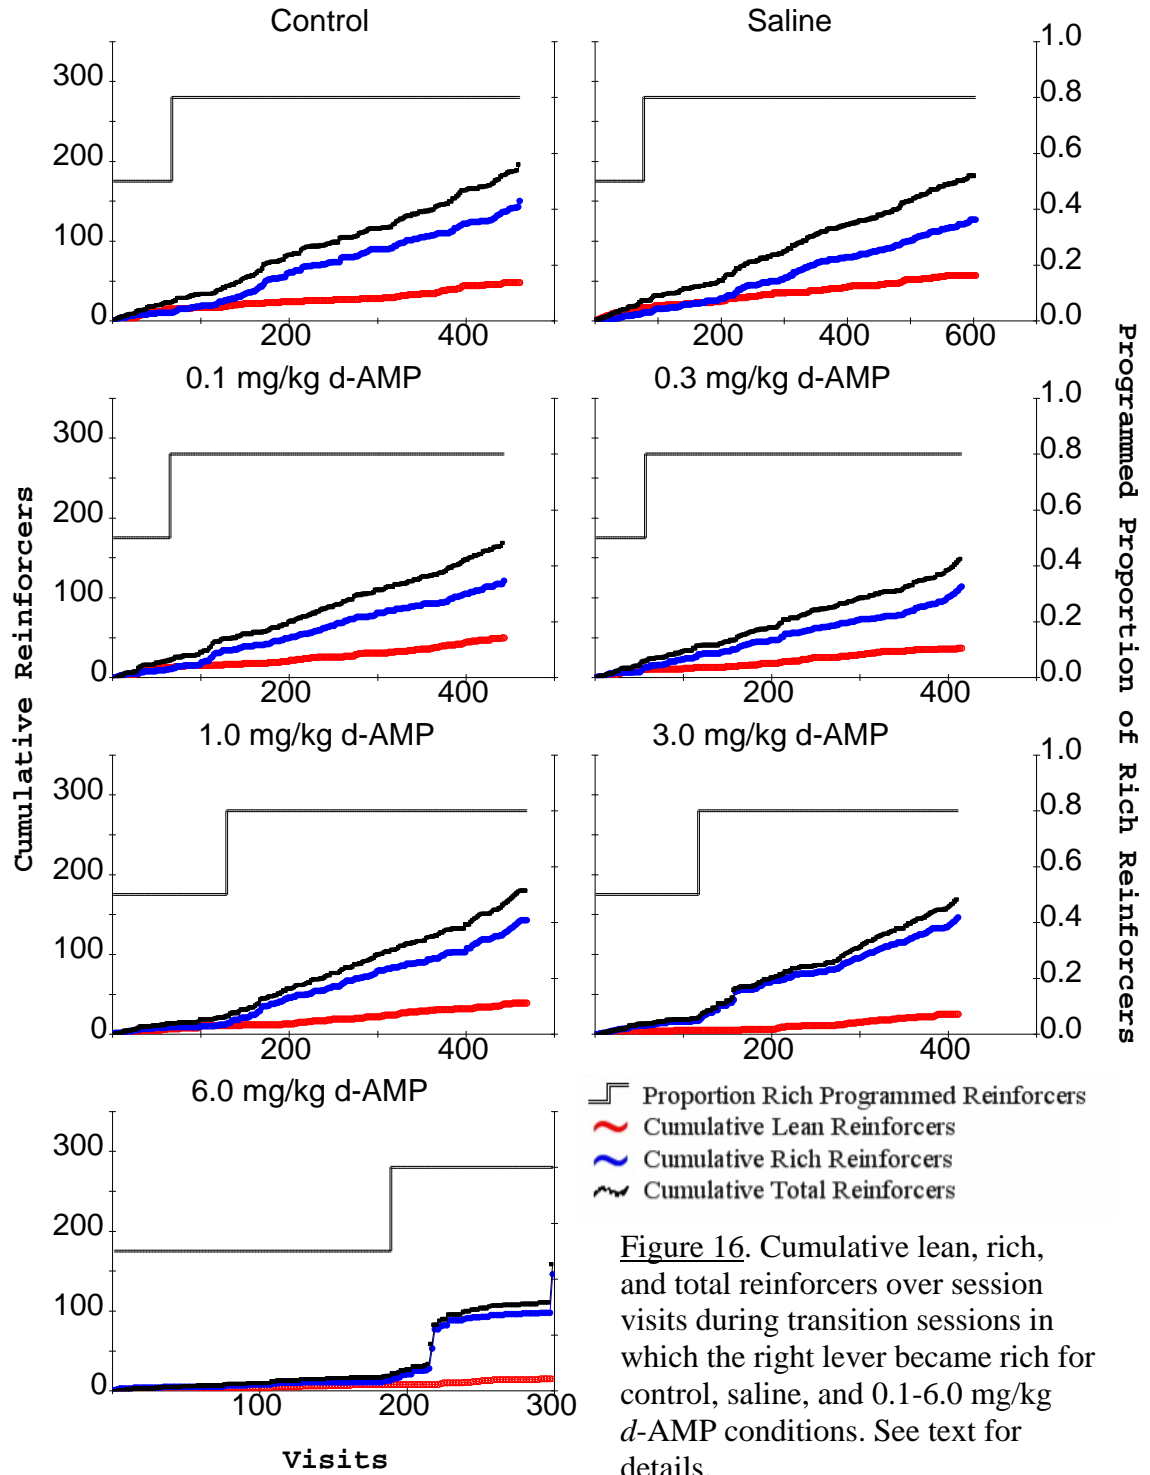 Control
Saline
300
200
100
0
200
400
200
400
600
1.0
0.8
0.6
0.4
0.2
0.0
0.1 mg/kg d-AMP
0.3 mg/kg d-AMP
300
200
100
0
200
400
200
400
1.0
0.8
0.6
0.4
0.2
0.0
1.0 mg/kg d-AMP
3.0 mg/kg d-AMP
300
200
100
0
200
400
200
400
1.0
0.8
0.6
0.4
0.2
0.0
6.0 mg/kg d-AMP
300
200
100
0
100
200
300
Cumulative Reinforcers
Programmed Proportion of Rich Reinforcers
Visits
Proportion Rich Programmed Reinforcers
Cumulative Lean Reinforcers
Cumulative Rich Reinforcers
Cumulative Total Reinforcers
Figure 16. Cumulative lean, rich,
and total reinforcers over session
visits during transition sessions in
which the right lever became rich for
control, saline, and 0.1-6.0 mg/kg
d-AMP conditions. See text for
details.